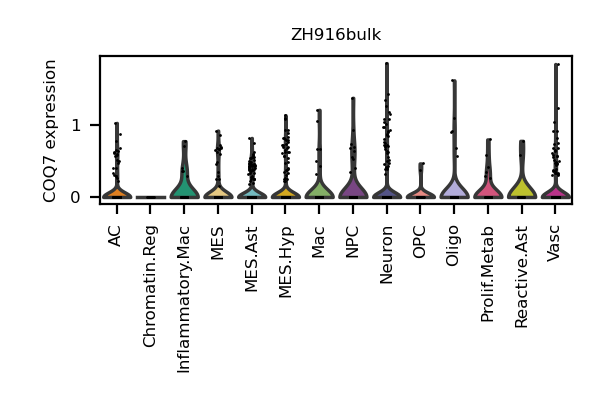 ZH916bulk
COQ7 expression
1
0
AC
Chromatin.Reg
Inflammatory.Mac
MES
MES.Ast
MES.Hyp
Mac
NPC
Neuron
OPC
Oligo
Prolif.Metab
Reactive.Ast
Vasc